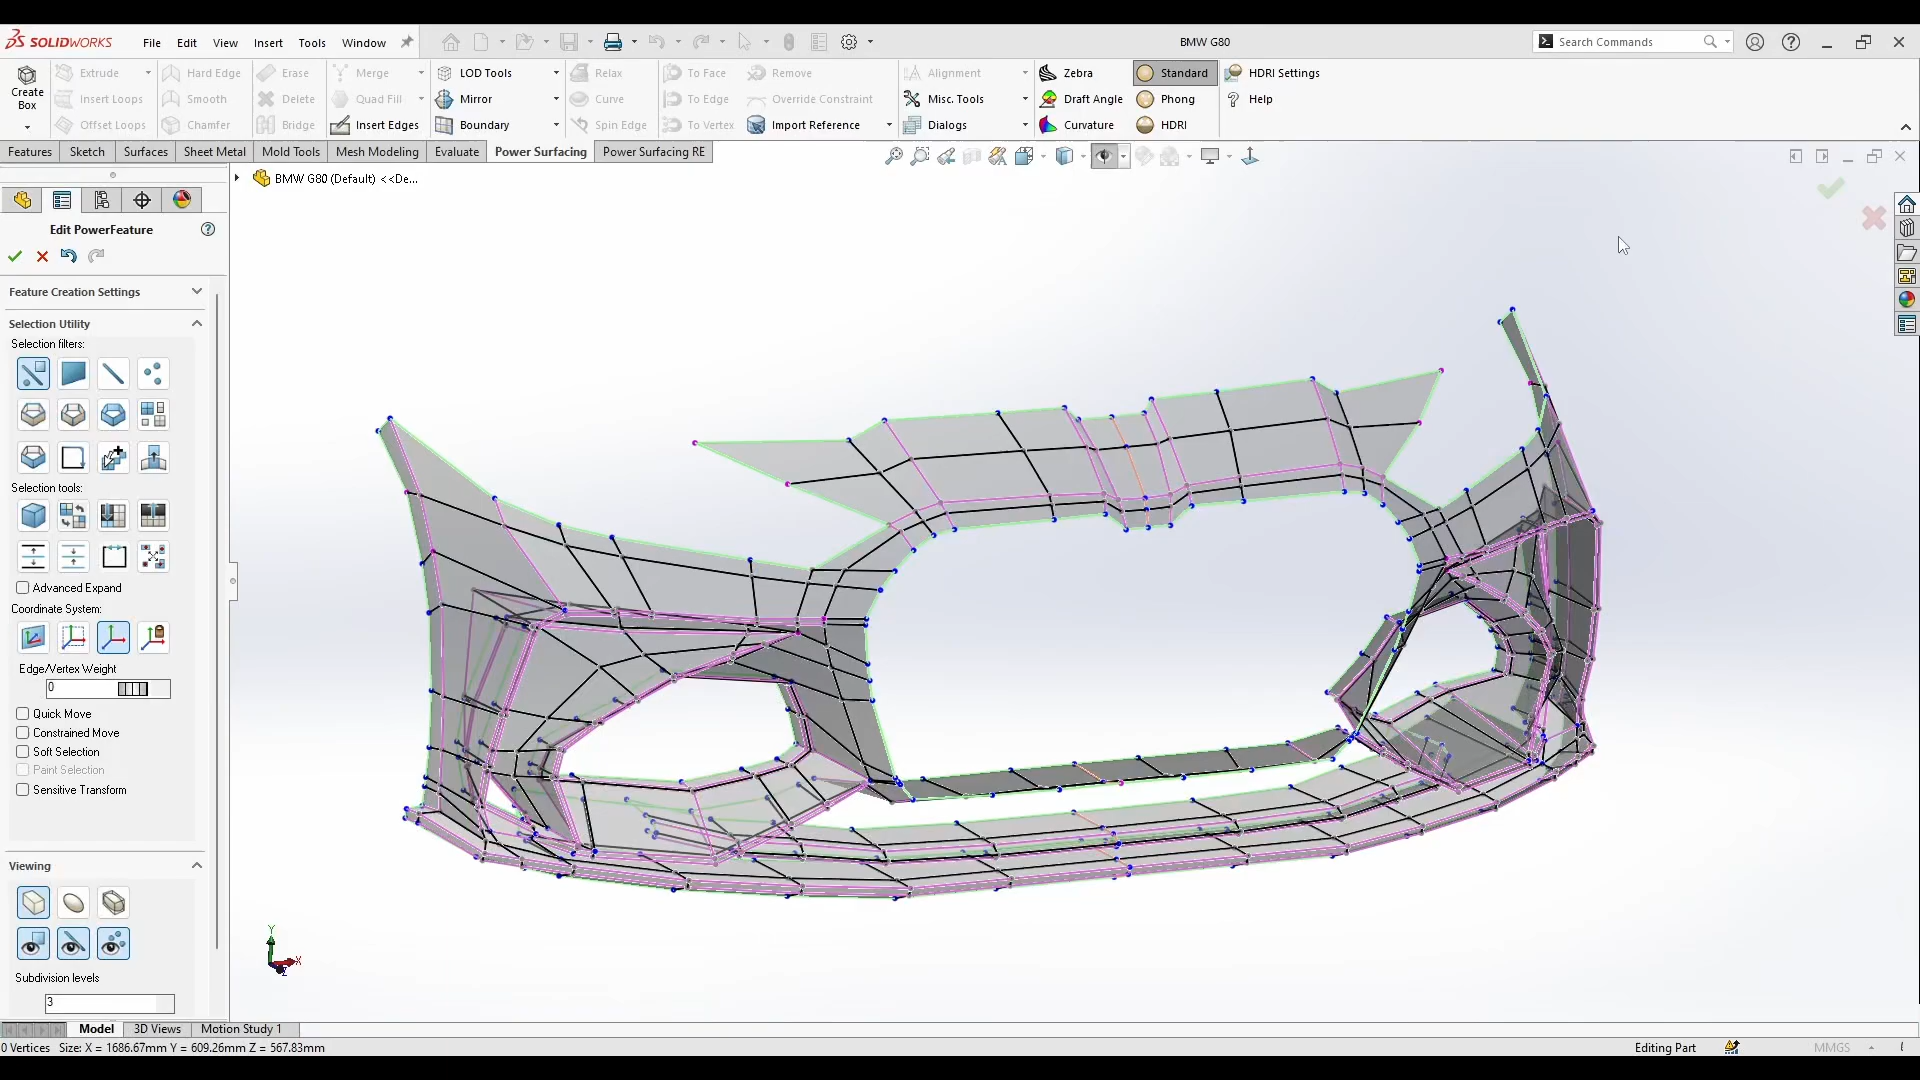 SOLIDWORKS File Edit View Insert Tools Window BMW G80 Search Commands
Create Box
Extrude Hard Edge Erase Merge LOD Tools Relax To Face Remove Alignment Zebra Standard HDRI Settings
Insert Loops Smooth Delete Quad Fill Mirror Curve To Edge Override Constraint Misc. Tools Draft Angle Phong Help
Offset Loops Chamfer Bridge Insert Edges Boundary Spin Edge To Vertex Import Reference Dialogs Curvature HDRI
Features Sketch Surfaces Sheet Metal Mold Tools Mesh Modeling Evaluate Power Surfacing Power Surfacing RE
BMW G80 (Default) <<De...
Edit PowerFeature
Feature Creation Settings
Selection Utility
Selection filters:
Selection tools:
Advanced Expand
Coordinate System:
Edge/Vertex Weight
0
Quick Move
Constrained Move
Soft Selection
Paint Selection
Sensitive Transform
Viewing
Subdivision levels
3
Y
X
Z
Model 3D Views Motion Study 1
0 Vertices Size: X = 1686.67mm Y = 609.26mm Z = 567.83mm Editing Part MMGS